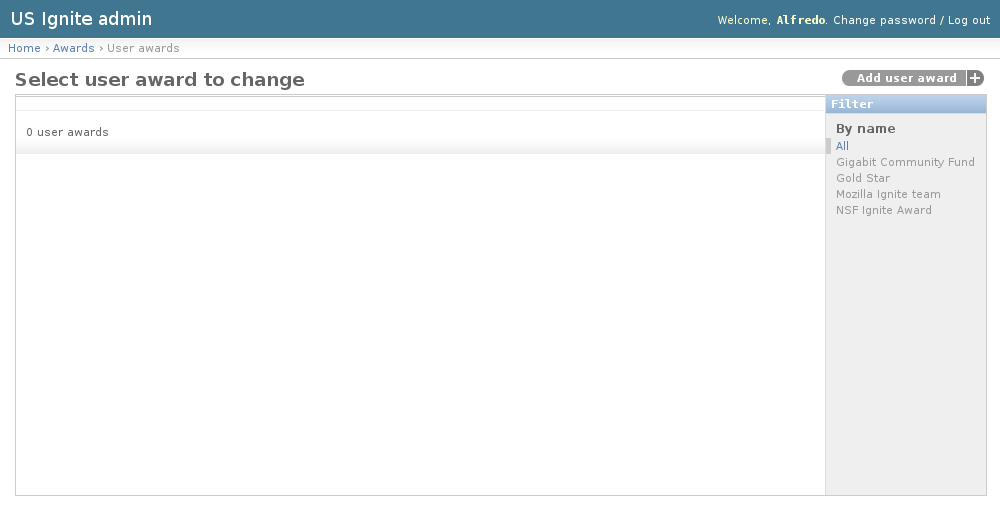 US Ignite admin
Welcome, Alfredo. Change password / Log out
Home › Awards › User awards
Select user award to change
Add user award +
0 user awards
Filter
By name
All
Gigabit Community Fund
Gold Star
Mozilla Ignite team
NSF Ignite Award